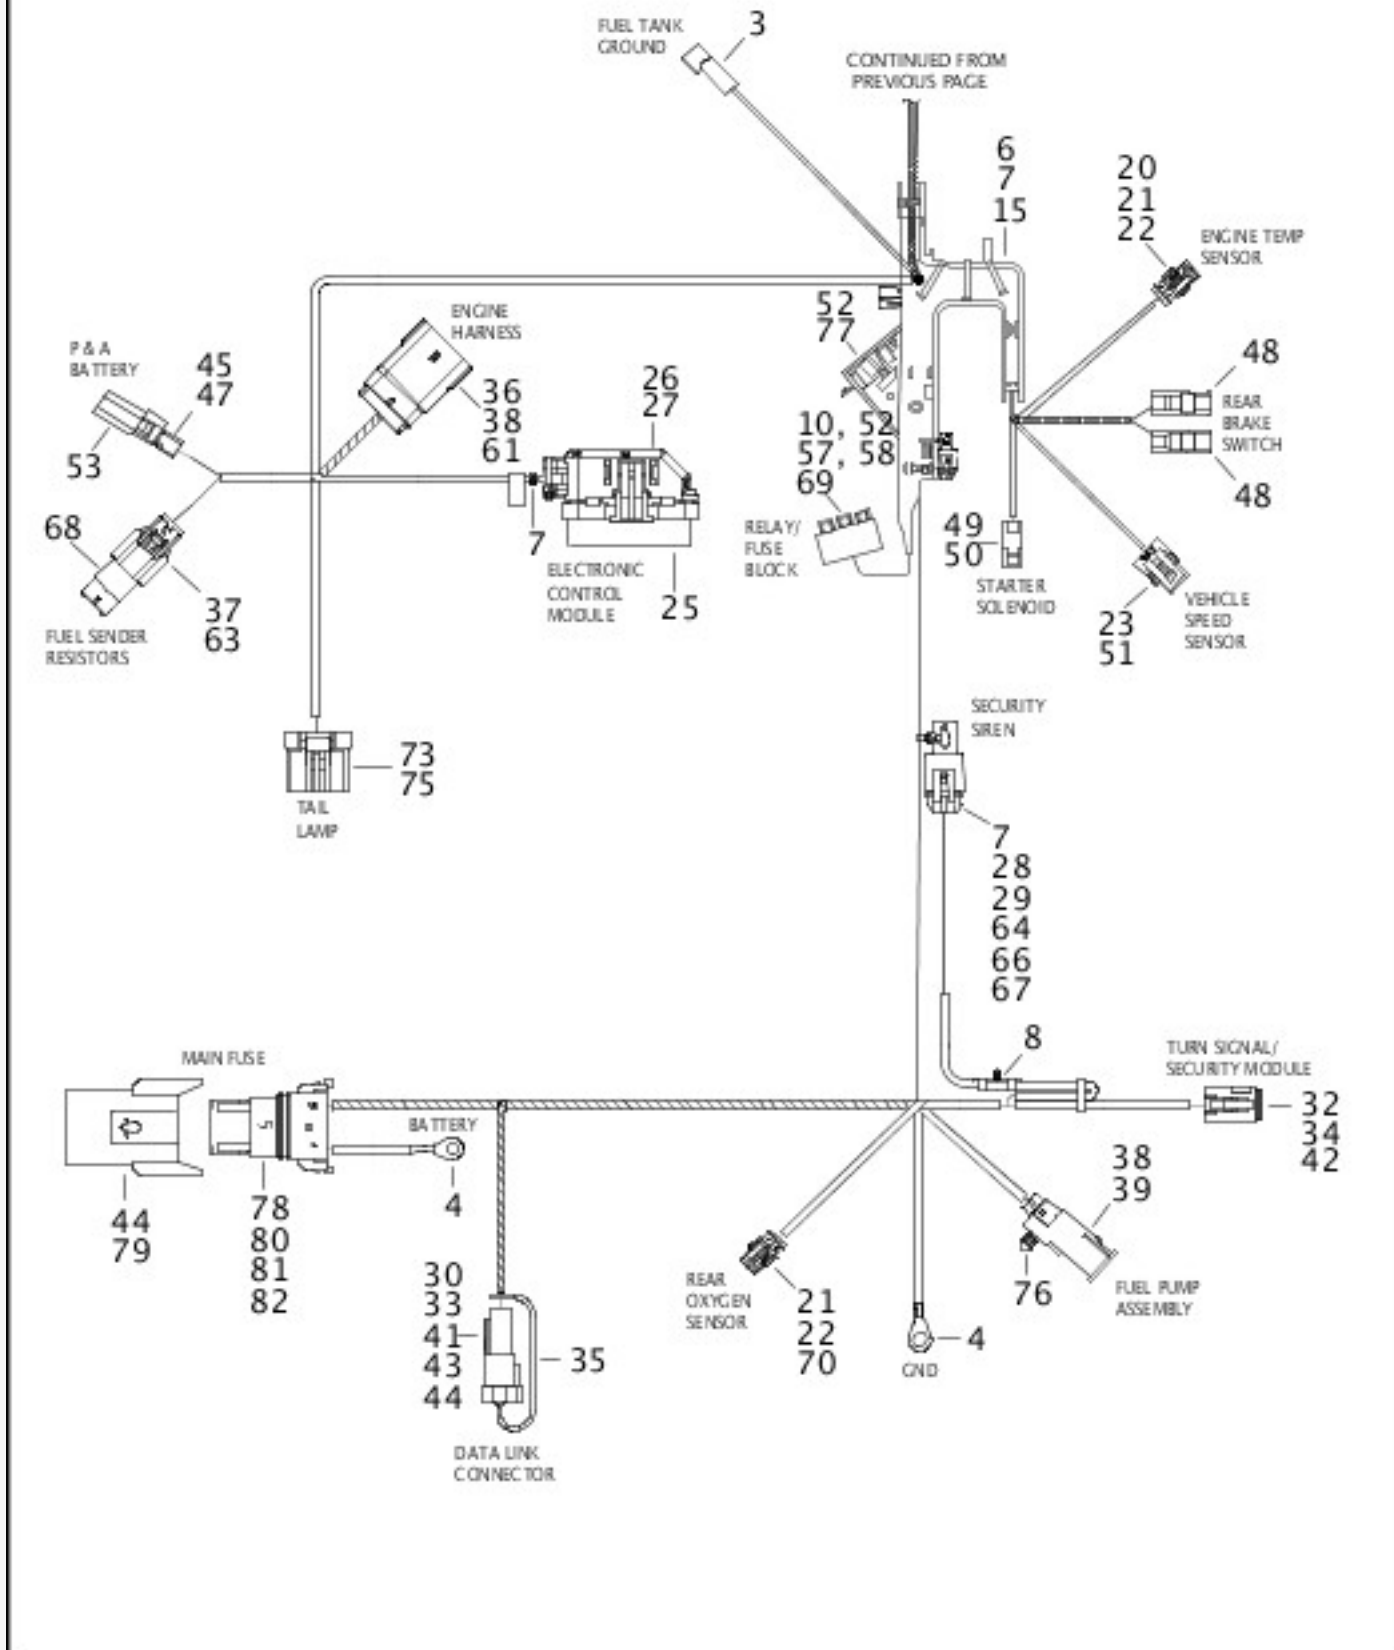 FUEL TANK
GROUND
3
CONTINUED FROM
PREVIOUS PAGE
6
7
15
20
21
22
ENGINE TEMP
SENSOR
52
77
ENGINE
HARNESS
P & A
BATTERY
45
47
53
36
38
61
26
27
10, 52
57, 58
69
48
REAR
BRAKE
SWITCH
48
68
37
63
FUEL SENDER
RESISTORS
7
ELECTRONIC
CONTROL
MODULE
25
RELAY/
FUSE
BLOCK
49
50
STARTER
SOLENOID
23
51
VEHICLE
SPEED
SENSOR
SECURITY
SIREN
73
75
TAIL
LAMP
7
28
29
64
66
67
8
TURN SIGNAL/
SECURITY MODULE
32
34
42
MAIN FUSE
BATTERY
4
44
79
5
78
80
81
82
38
39
76
FUEL PUMP
ASSEMBLY
REAR
OXYGEN
SENSOR
21
22
70
4
GND
30
33
41
43
44
35
DATA LINK
CONNECTOR